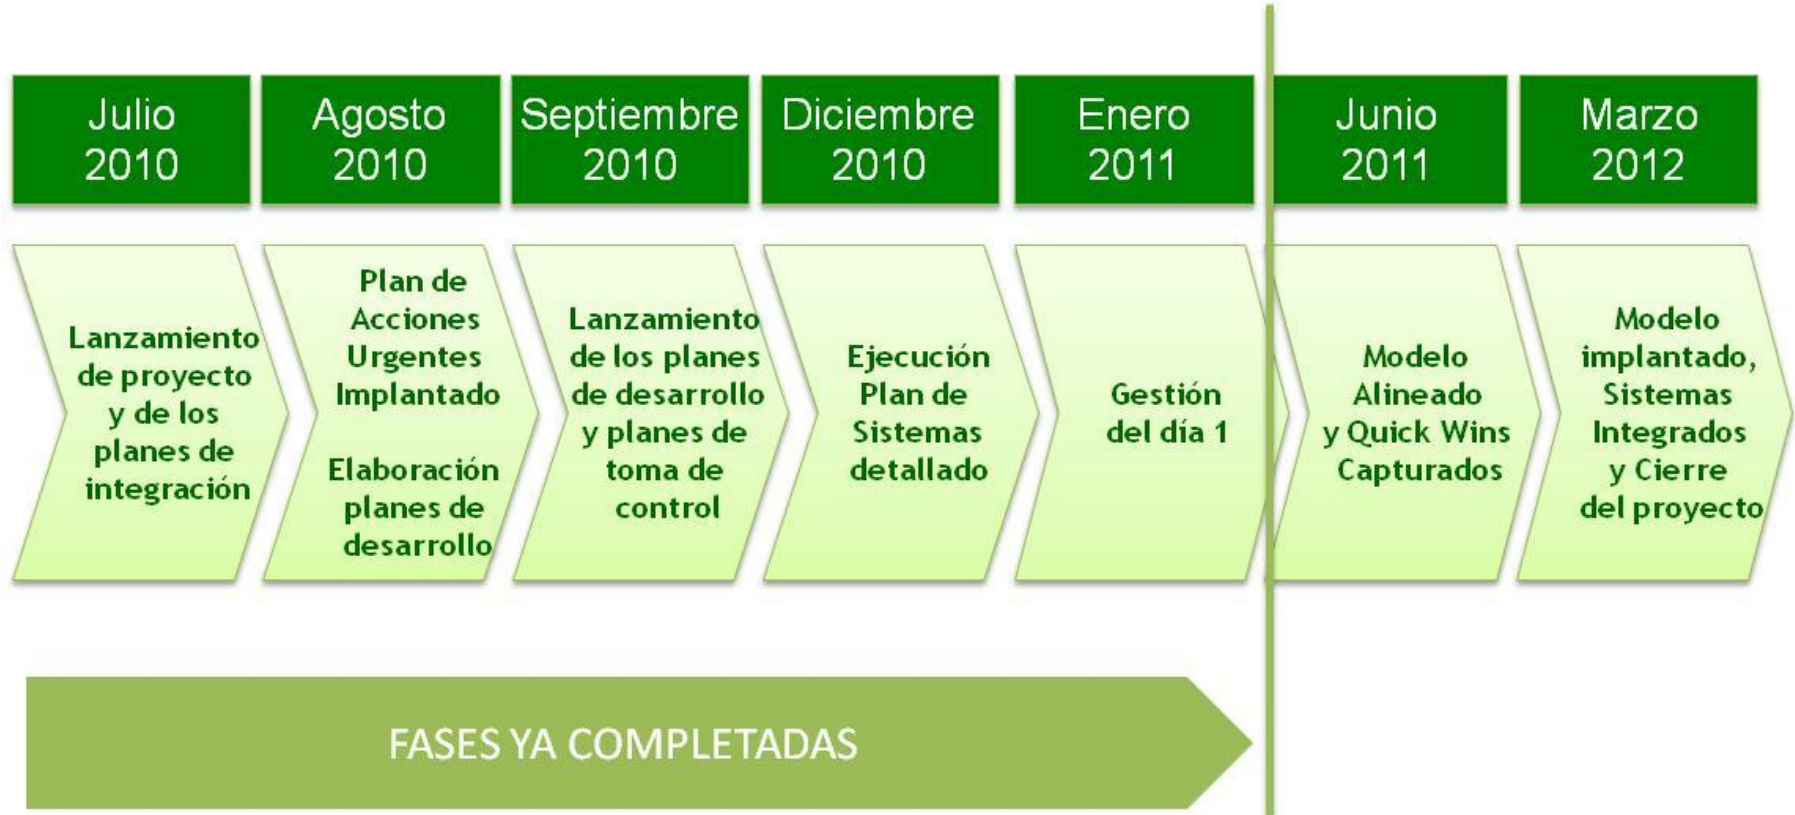 Julio
2010
Agosto
2010
Septiembre
2010
Diciembre
2010
Enero
2011
Junio
2011
Marzo
2012
Lanzamiento
de proyecto
y de los
planes de
integración
Plan de
Acciones
Urgentes
Implantado
Elaboración
planes de
desarrollo
Lanzamiento
de los planes
de desarrollo
y planes de
toma de
control
Ejecución
Plan de
Sistemas
detallado
Gestión
del día 1
Modelo
Alineado
y Quick Wins
Capturados
Modelo
implantado,
Sistemas
Integrados
y Cierre
del proyecto
FASES YA COMPLETADAS